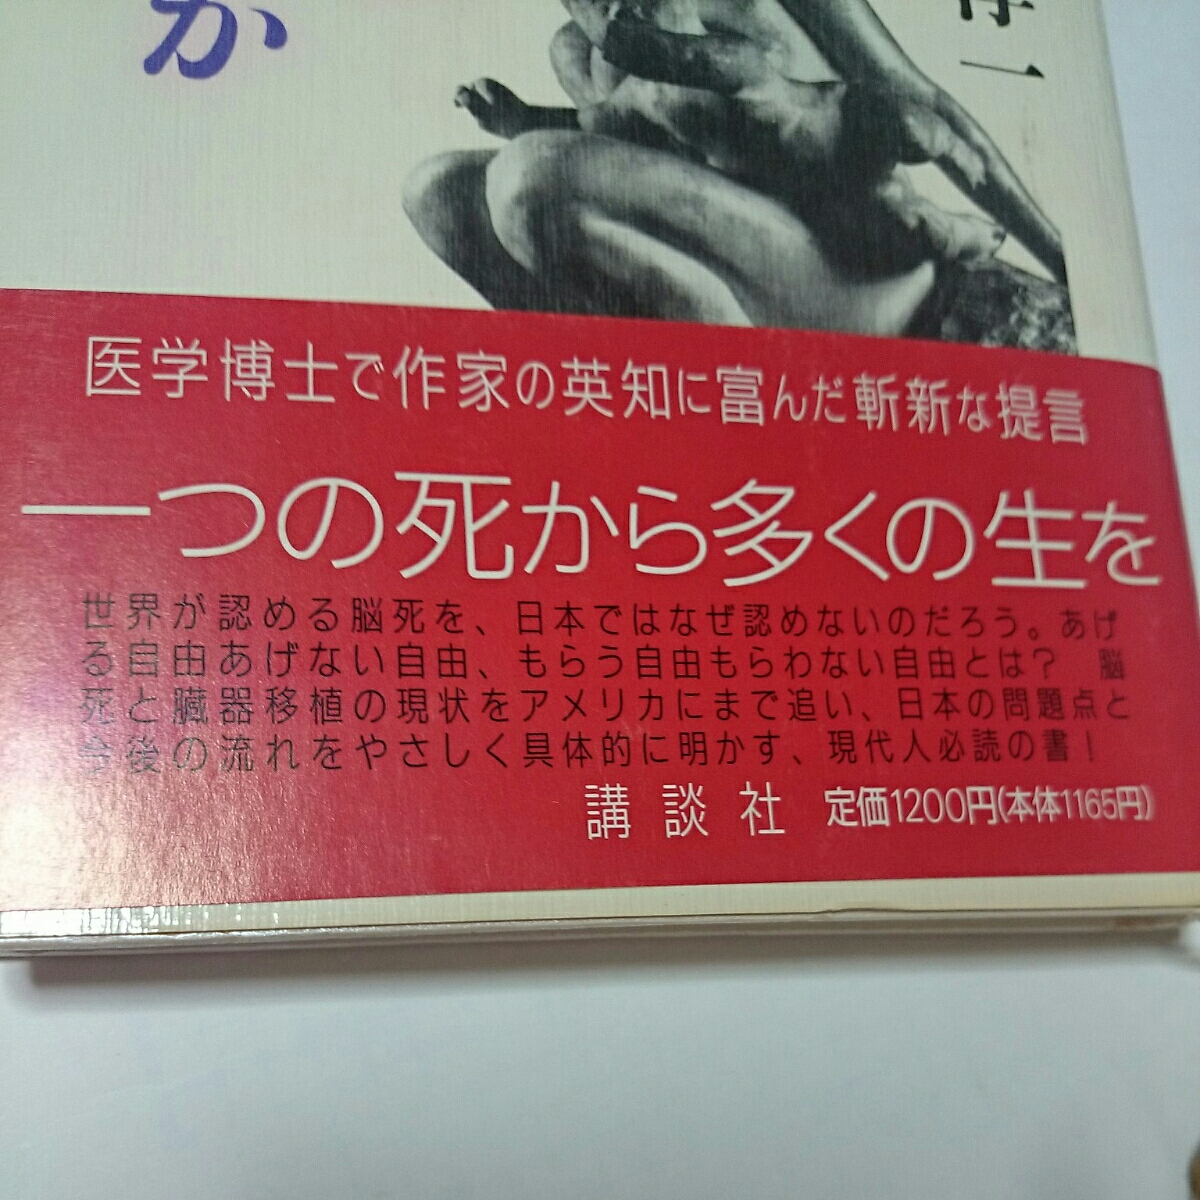 か
淳一
医学博士で作家の英知に富んだ斬新な提言
一つの死から多くの生を
世界が認める脳死を、日本ではなぜ認めないのだろう。あげ
る自由あげない自由、もらう自由もらわない自由とは？ 脳
死と臓器移植の現状をアメリカにまで追い、日本の問題点と
今後の流れをやさしく具体的に明かす、現代人必読の書！
講談社 定価1200円(本体1165円)